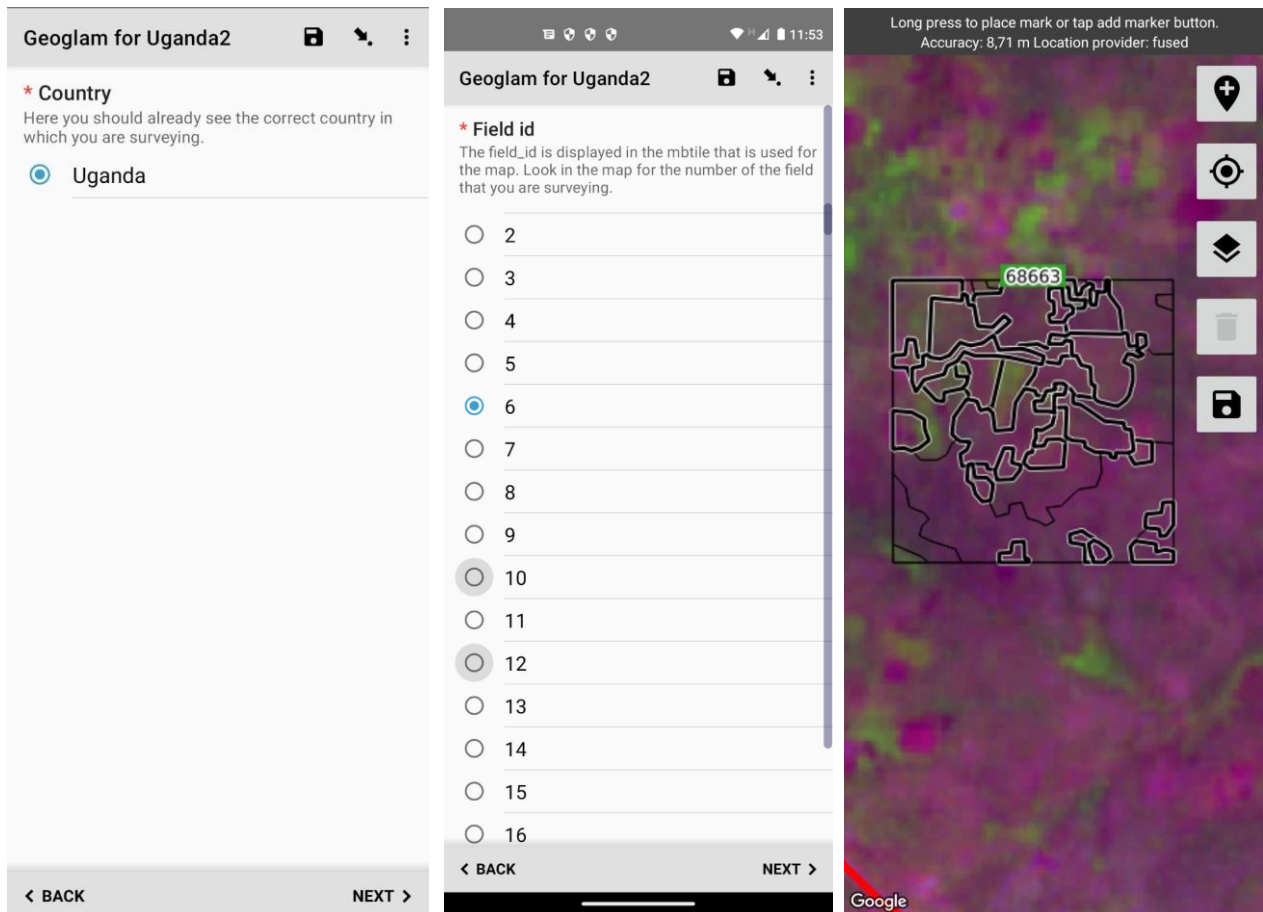 Geoglam for Uganda2
* Country
Here you should already see the correct country in
which you are surveying.
Uganda
< BACK
NEXT >
H
11:53
Geoglam for Uganda2
* Field id
The field_id is displayed in the mbtile that is used for
the map. Look in the map for the number of the field
that you are surveying.
2
3
4
5
6
7
8
9
10
11
12
13
14
15
16
< BACK
NEXT >
Long press to place mark or tap add marker button.
Accuracy: 8,71 m Location provider: fused
68663
Google